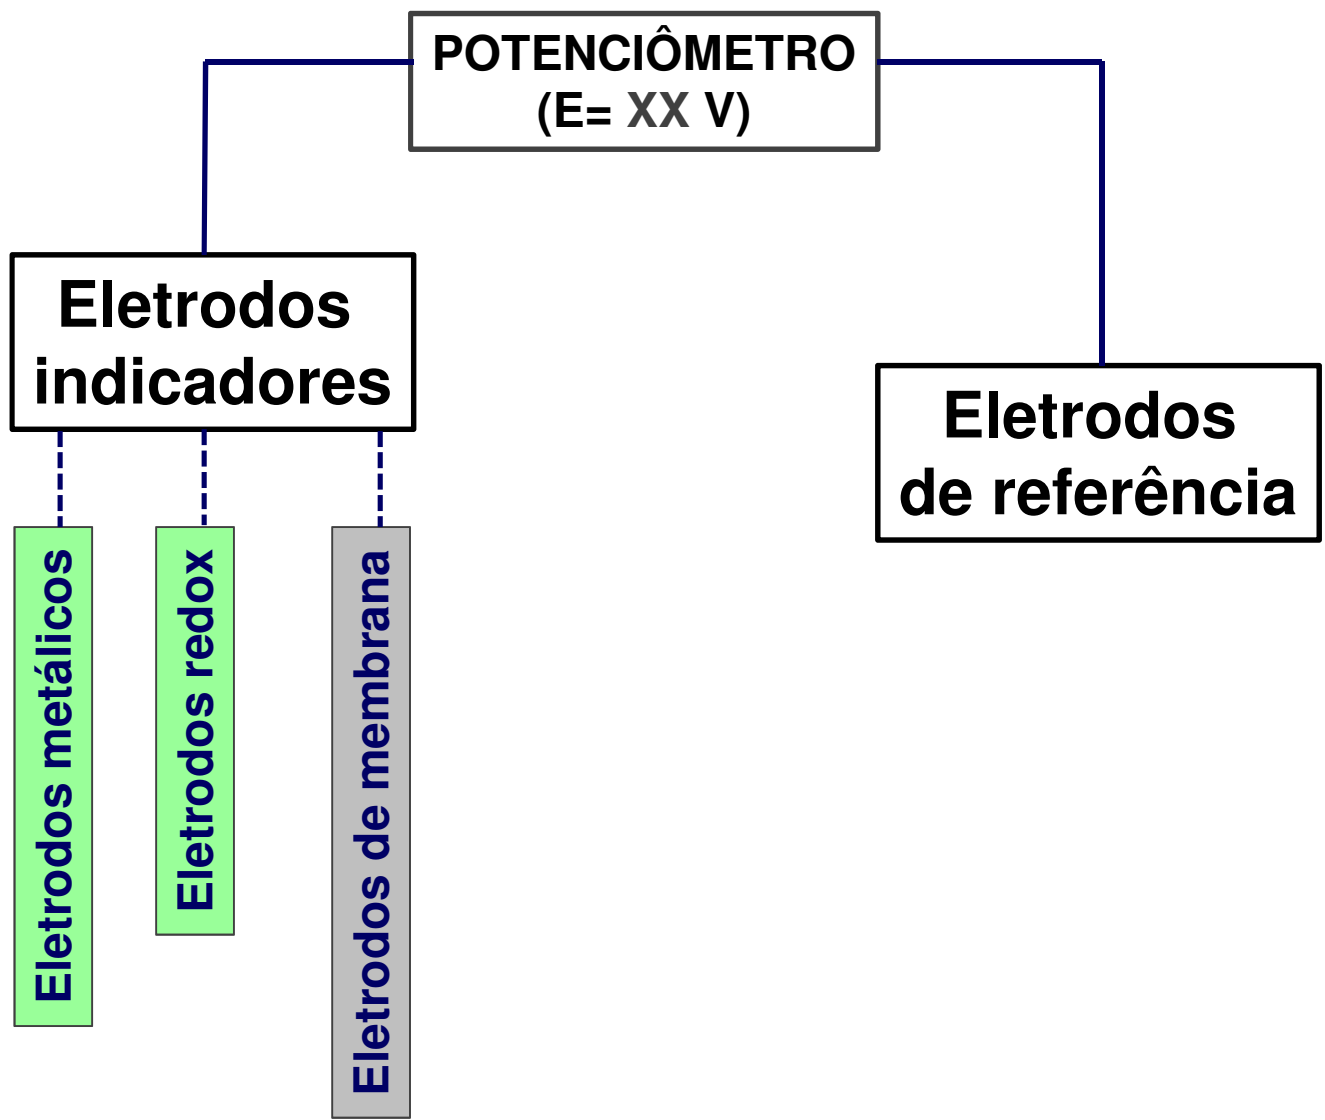 POTENCIÔMETRO
(E= XX V)
Eletrodos
indicadores
Eletrodos
de referência
Eletrodos metálicos
Eletrodos redox
Eletrodos de membrana